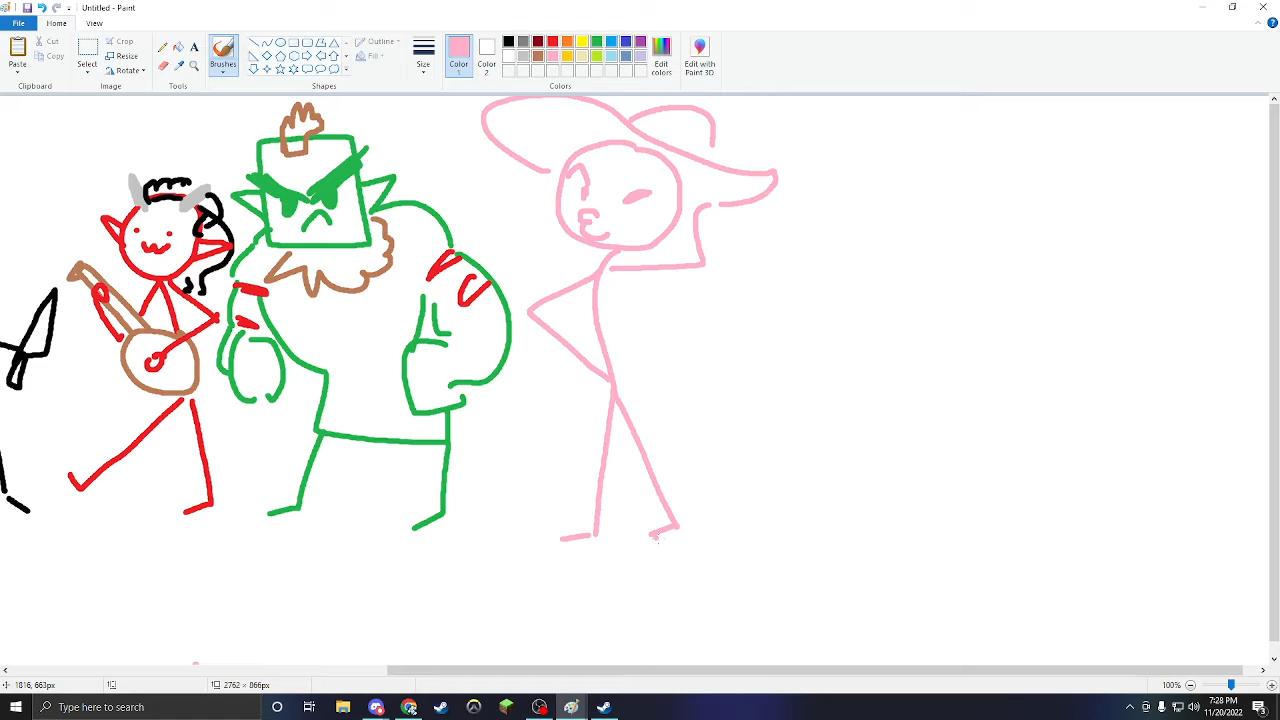 Untitled - Paint
File Home View
Paste
Cut
Copy
Clipboard
Select
Crop
Resize
Rotate
Image
A
Tools
Brushes
Outline
Fill
Shapes
Size
Color 1
Color 2
Edit colors
Colors
Edit with Paint 3D
1816, 663px
2762 × 866px
100%
Type here to search
7:28 PM
11/20/2022